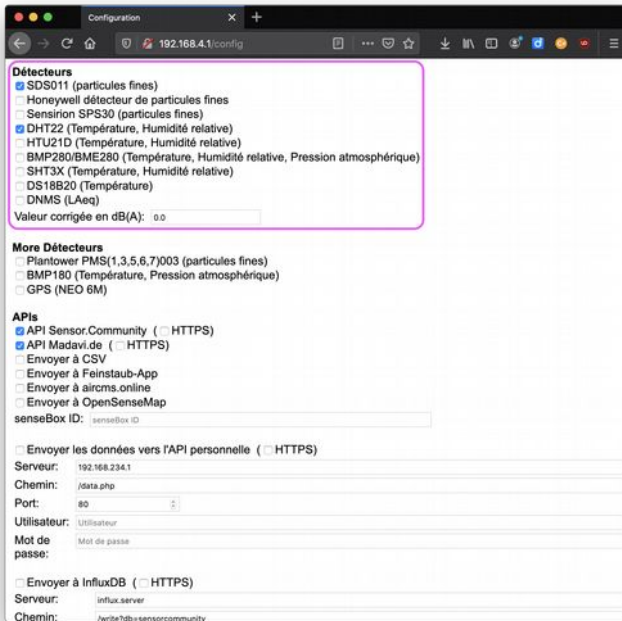 Configuration
192.168.4.1/config
Détecteurs
SDS011 (particules fines)
Honeywell détecteur de particules fines
Sensirion SPS30 (particules fines)
DHT22 (Température, Humidité relative)
HTU21D (Température, Humidité relative)
BMP280/BME280 (Température, Humidité relative, Pression atmosphérique)
SHT3X (Température, Humidité relative)
DS18B20 (Température)
DNMS (LAeq)
Valeur corrigée en dB(A): 0.0
More Détecteurs
Plantower PMS(1,3,5,6,7)003 (particules fines)
BMP180 (Température, Pression atmosphérique)
GPS (NEO 6M)
APIs
API Sensor.Community ( HTTPS)
API Madavi.de ( HTTPS)
Envoyer à CSV
Envoyer à Feinstaub-App
Envoyer à aircms.online
Envoyer à OpenSenseMap
senseBox ID: senseBox ID
Envoyer les données vers l'API personnelle ( HTTPS)
Serveur: 192.168.234.1
Chemin: /data.php
Port: 80
Utilisateur: Utilisateur
Mot de passe: Mot de passe
Envoyer à InfluxDB ( HTTPS)
Serveur: influx.server
Chemin: /write?db=sensorcommunity